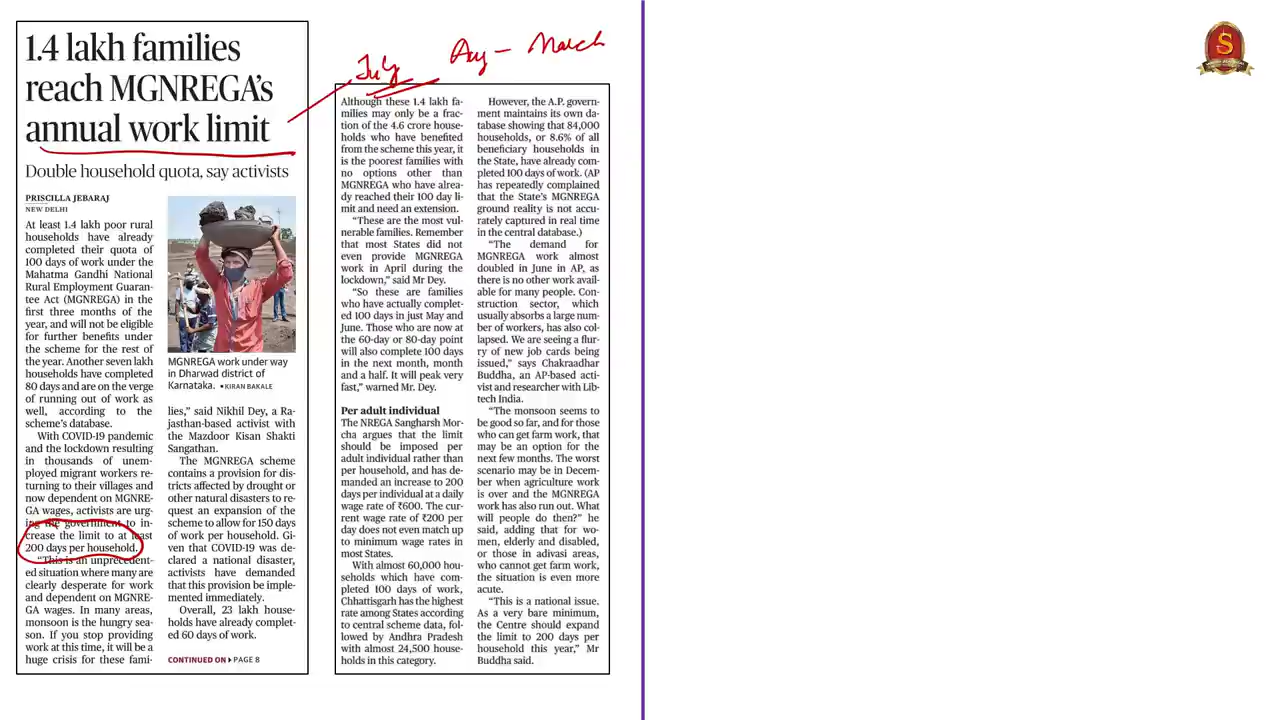 1.4 lakh families
reach MGNREGA's
annual work limit
Double household quota, say activists
PRISCILLA JEBARAJ
NEW DELHI
At least 1.4 lakh poor rural
households have already
completed their quota of
100 days of work under the
Mahatma Gandhi National
Rural Employment Guaran-
tee Act (MGNREGA) in the
first three months of the
year, and will not be eligible
for further benefits under
the scheme for the rest of
the year. Another seven lakh
households have completed
80 days and are on the verge
of running out of work as
well, according to the
scheme's database.
With COVID-19 pandemic
and the lockdown resulting
in thousands of unem-
ployed migrant workers re-
turning to their villages and
now dependent on MGNRE-
GA wages, activists are urg-
ing the government to in-
crease the limit to at least
200 days per household.
"This is an unprecedent-
ed situation where many are
clearly desperate for work
and dependent on MGNRE-
GA wages. In many areas,
monsoon is the hungry sea-
son. If you stop providing
work at this time, it will be a
huge crisis for these fami-
MGNREGA work under way
in Dharwad district of
Karnataka. • KIRAN BAKALE
lies," said Nikhil Dey, a Ra-
jasthan-based activist with
the Mazdoor Kisan Shakti
Sangathan.
The MGNREGA scheme
contains a provision for dis-
tricts affected by drought or
other natural disasters to re-
quest an expansion of the
scheme to allow for 150 days
of work per household. Gi-
ven that COVID-19 was de-
clared a national disaster,
activists have demanded
that this provision be imple-
mented immediately.
Overall, 23 lakh house-
holds have already complet-
ed 60 days of work.
CONTINUED ON ▸ PAGE 8
July
March
Although these 1.4 lakh fa-
milies may only be a frac-
tion of the 4.6 crore house-
holds who have benefited
from the scheme this year, it
is the poorest families with
no options other than
MGNREGA who have alrea-
dy reached their 100 day li-
mit and need an extension.
"These are the most vul-
nerable families. Remember
that most States did not
even provide MGNREGA
work in April during the
lockdown," said Mr Dey.
"So these are families
who have actually complet-
ed 100 days in just May and
June. Those who are now at
the 60-day or 80-day point
will also complete 100 days
in the next month, month
and a half. It will peak very
fast," warned Mr. Dey.
Per adult individual
The NREGA Sangharsh Mor-
cha argues that the limit
should be imposed per
adult individual rather than
per household, and has de-
manded an increase to 200
days per individual at a daily
wage rate of ₹600. The cur-
rent wage rate of ₹200 per
day does not even match up
to minimum wage rates in
most States.
With almost 60,000 hou-
seholds which have com-
pleted 100 days of work,
Chhattisgarh has the highest
rate among States according
to central scheme data, fol-
lowed by Andhra Pradesh
with almost 24,500 house-
holds in this category.
However, the A.P. govern-
ment maintains its own da-
tabase showing that 84,000
households, or 8.6% of all
beneficiary households in
the State, have already com-
pleted 100 days of work. (AP
has repeatedly complained
that the State's MGNREGA
ground reality is not accu-
rately captured in real time
in the central database.)
"The demand for
MGNREGA work almost
doubled in June in AP, as
there is no other work avail-
able for many people. Con-
struction sector, which
usually absorbs a large num-
ber of workers, has also col-
lapsed. We are seeing a flur-
ry of new job cards being
issued," says Chakraadhar
Buddha, an AP-based acti-
vist and researcher with Lib-
tech India.
"The monsoon seems to
be good so far, and for those
who can get farm work, that
may be an option for the
next few months. The worst
scenario may be in Decem-
ber when agriculture work
is over and the MGNREGA
work has also run out. What
will people do then?" he
said, adding that for wo-
men, elderly and disabled,
or those in adivasi areas,
who cannot get farm work,
the situation is even more
acute.
"This is a national issue.
As a very bare minimum,
the Centre should expand
the limit to 200 days per
household this year," Mr
Buddha said.
S